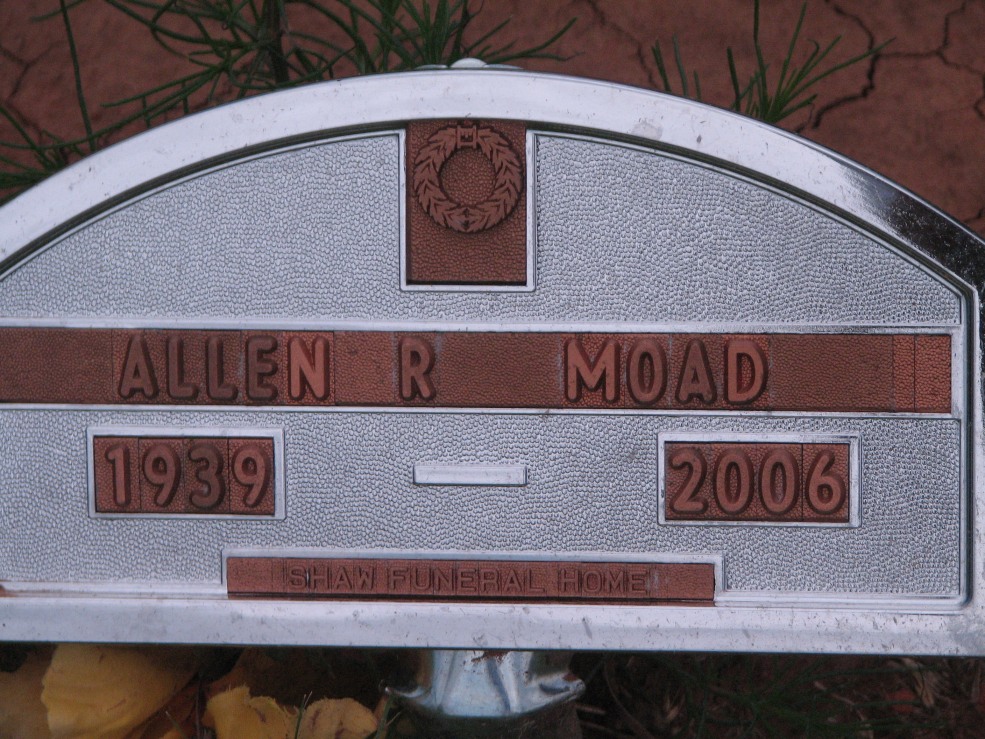 ALLEN R MOAD
1939 — 2006
SHAW FUNERAL HOME